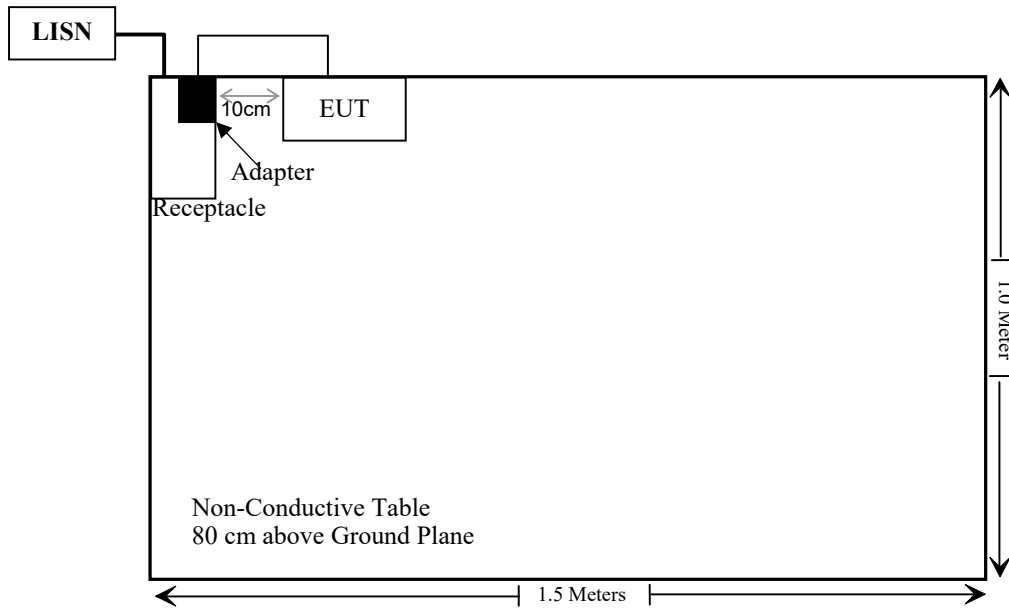 LISN
10cm
EUT
Adapter
Receptacle
1.0 Meter
Non-Conductive Table
80 cm above Ground Plane
1.5 Meters